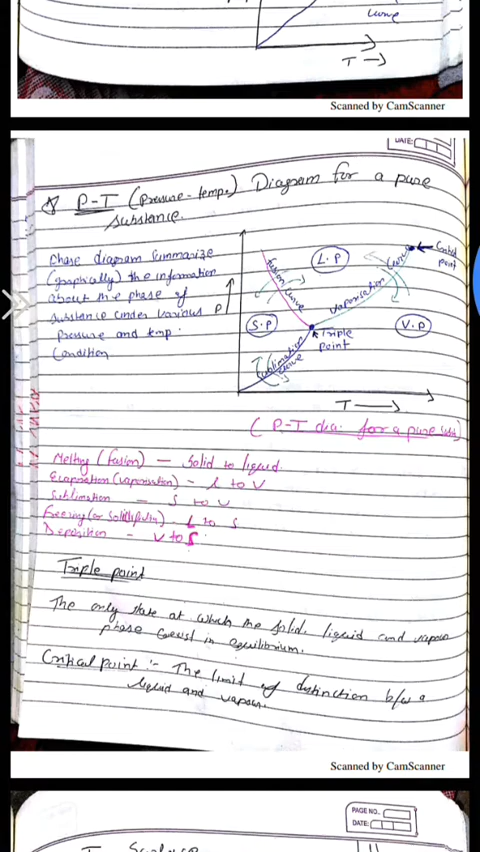 curve
T →
Scanned by CamScanner
DATE:
P-T (Pressure-temp.) Diagram for a pure
Substance.
Phase diagram Summarize
(graphically) the information
about the phase of
substance under various
pressure and temp.
Condition
P
Fusion curve
L.P
Vaporisation curve
Critical point
S.P
V.P
Triple point
Sublimation curve
T →
(P-T dia. for a pure
Melting (fusion) — Solid to liquid.
Evapration (vaporisation) - L to V
Sublimation — S to V
Freezing (or - L to S
Deposition - V to S.
Triple point
The only state at which the solid, liquid and vapour
phase coexist in equilibrium.
Critical point :- The limit of distinction b/w a
liquid and vapour.
Scanned by CamScanner
PAGE NO.
DATE: